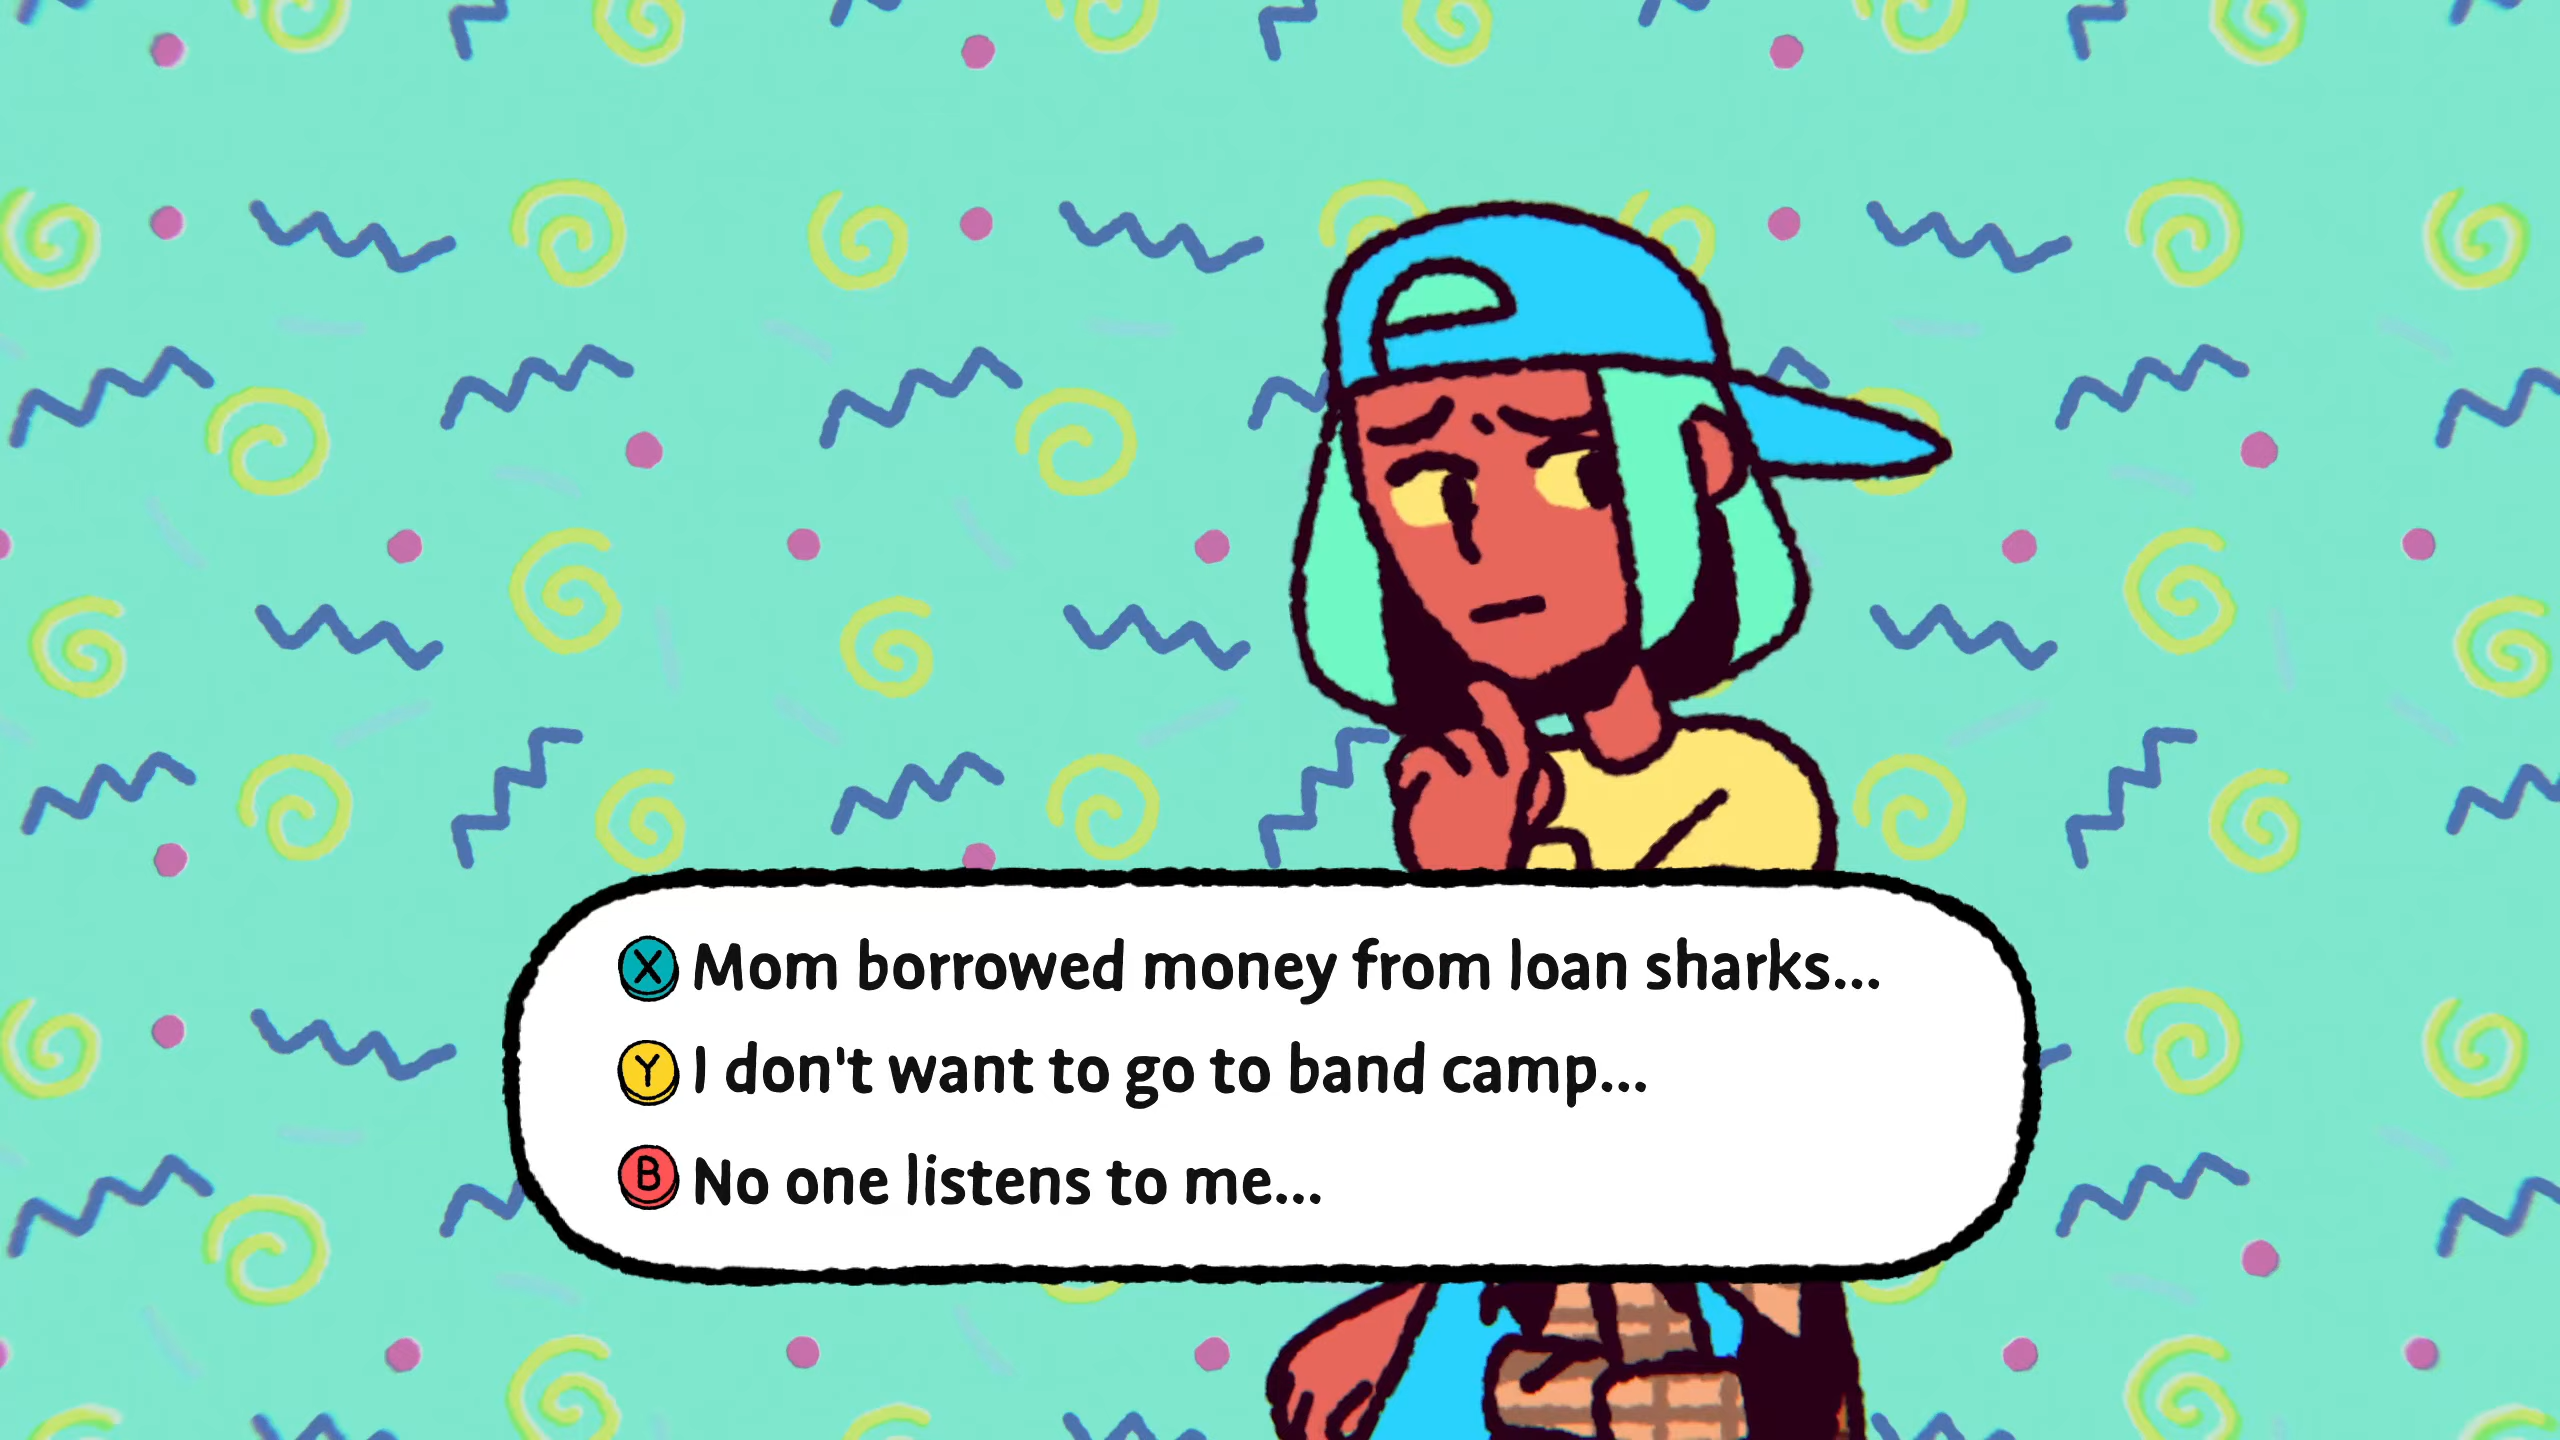 X Mom borrowed money from loan sharks...
Y I don't want to go to band camp...
B No one listens to me...